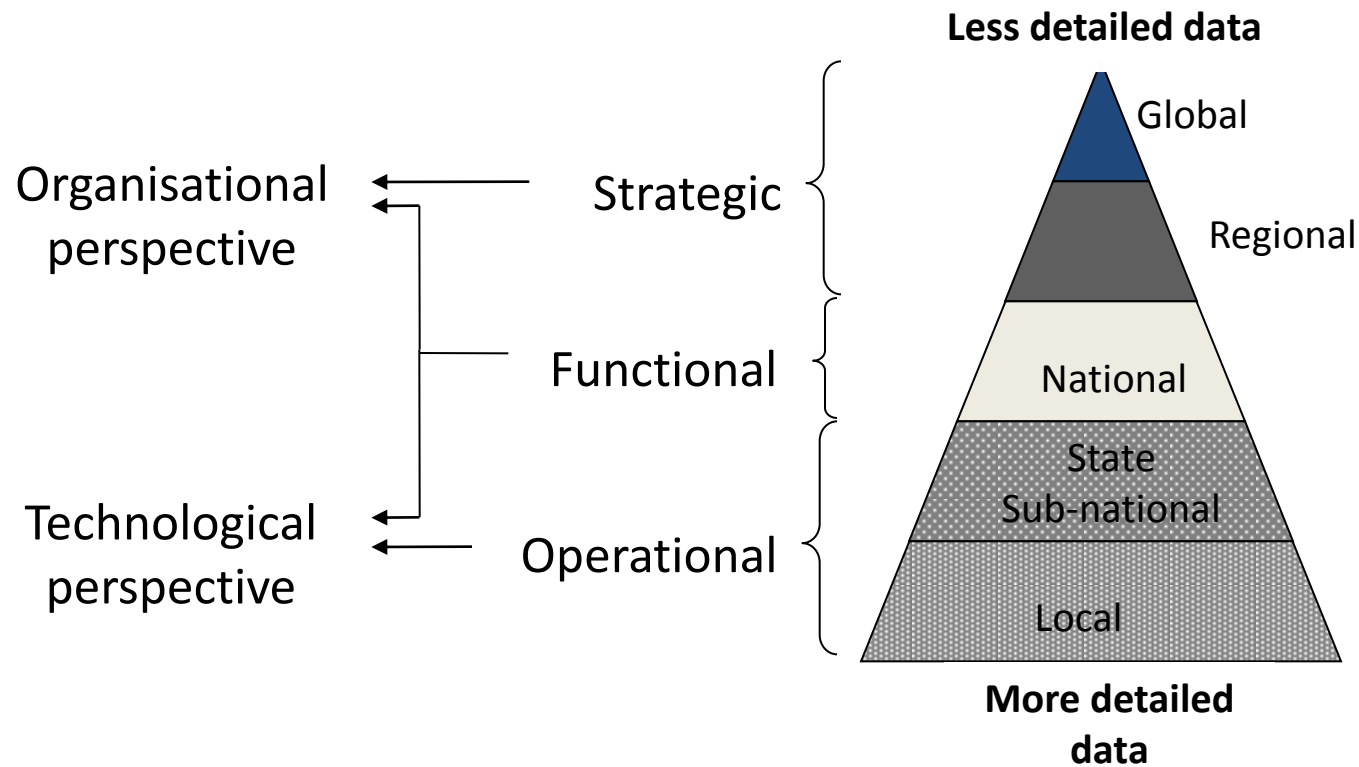 Less detailed data
Global
Organisational
perspective
Strategic
Regional
Functional
National
State
Sub-national
Technological
perspective
Operational
Local
More detailed
data